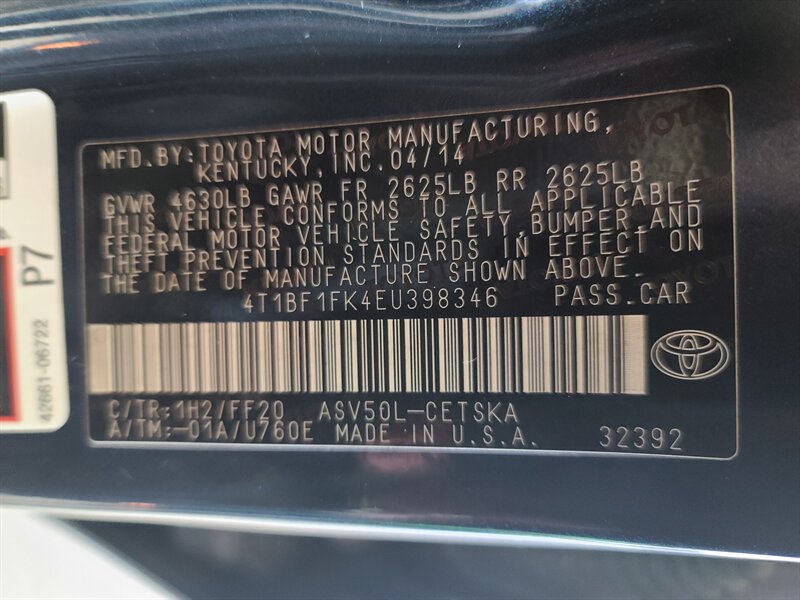 MFD. BY: TOYOTA MOTOR MANUFACTURING,
KENTUCKY, INC. 04/14
GVWR 4630LB GAWR FR 2625LB RR 2625LB
THIS VEHICLE CONFORMS TO ALL APPLICABLE
FEDERAL MOTOR VEHICLE SAFETY, BUMPER, AND
THEFT PREVENTION STANDARDS IN EFFECT ON
THE DATE OF MANUFACTURE SHOWN ABOVE.
4T1BF1FK4EU398346 PASS. CAR
C/TR: 1H2/FF20 ASV50L-CETSKA
A/TM: -01A/U760E MADE IN U.S.A. 32392
P7
42661-06722